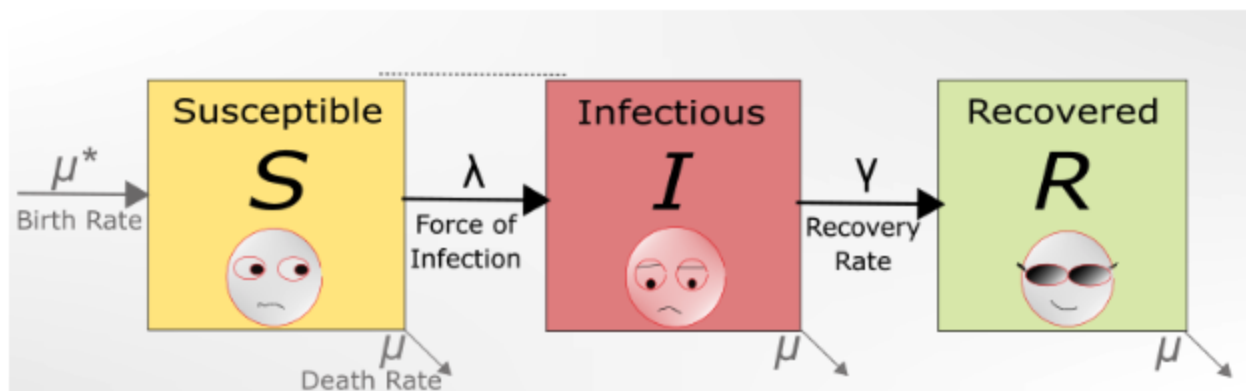 Susceptible
Infectious
Recovered
μ*
S
λ
I
γ
R
Birth Rate
Force of
Infection
Recovery
Rate
μ
μ
μ
Death Rate